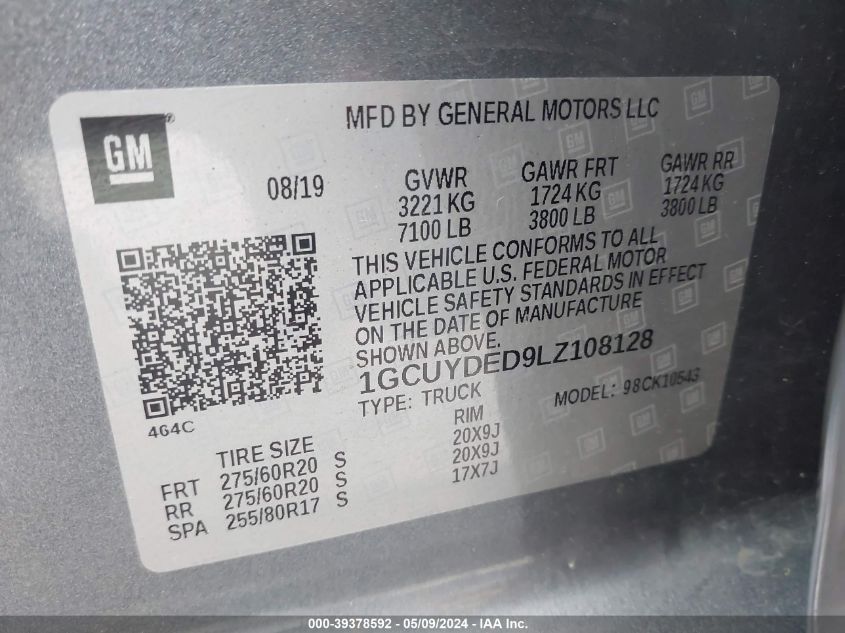 GM
MFD BY GENERAL MOTORS LLC
08/19
GVWR GAWR FRT GAWR RR
3221 KG 1724 KG 1724 KG
7100 LB 3800 LB 3800 LB
THIS VEHICLE CONFORMS TO ALL
APPLICABLE U.S. FEDERAL MOTOR
VEHICLE SAFETY STANDARDS IN EFFECT
ON THE DATE OF MANUFACTURE
SHOWN ABOVE.
1GCUYDED9LZ108128
TYPE: TRUCK MODEL: 98CK10543
4G4C
TIRE SIZE RIM
FRT 275/60R20 S 20X9J
RR 275/60R20 S 20X9J
SPA 255/80R17 S 17X7J
000-39378592 - 05/09/2024 - IAA Inc.